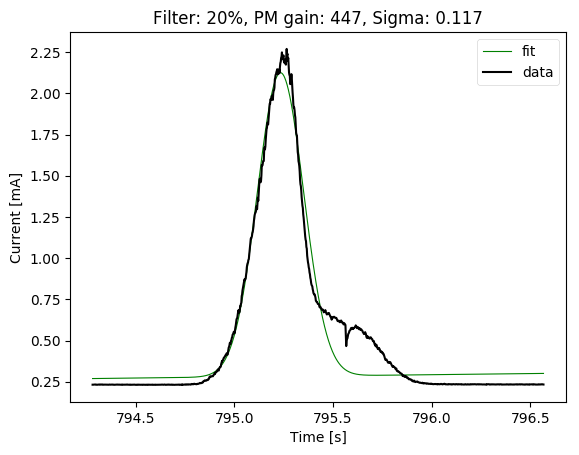 Filter: 20%, PM gain: 447, Sigma: 0.117
fit
data
2.25
2.00
1.75
1.50
1.25
1.00
0.75
0.50
0.25
Current [mA]
794.5 795.0 795.5 796.0 796.5
Time [s]